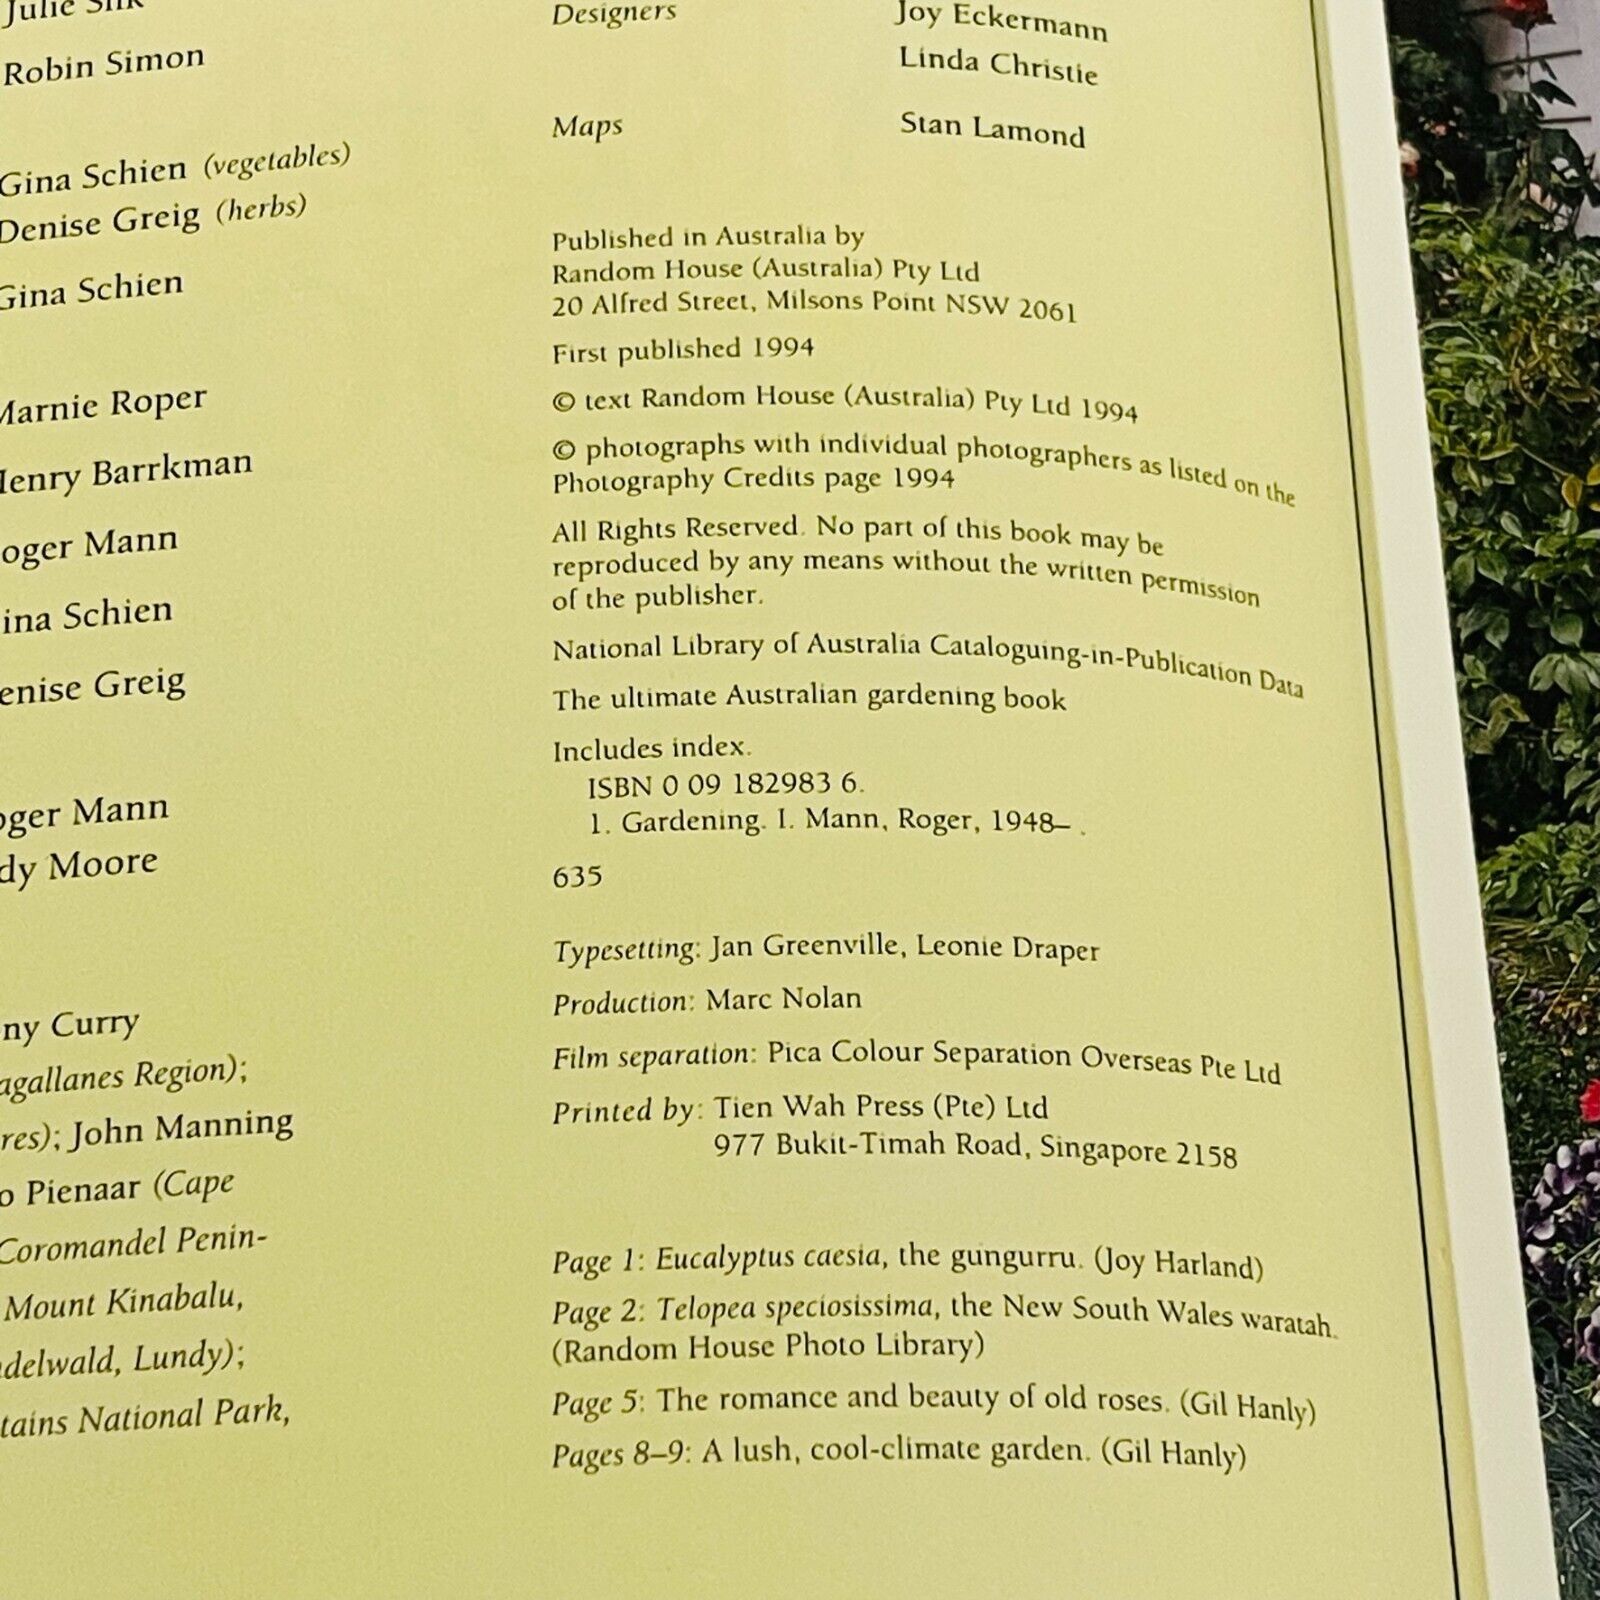 Julie
Robin Simon
Gina Schien (vegetables)
Denise Greig (herbs)
Gina Schien
Marnie Roper
Henry Barrkman
oger Mann
ina Schien
enise Greig
oger Mann
dy Moore
ny Curry
agallanes Region);
res); John Manning
o Pienaar (Cape
Coromandel Penin-
Mount Kinabalu,
delwald, Lundy);
tains National Park,
Designers Joy Eckermann
Linda Christie
Maps Stan Lamond
Published in Australia by
Random House (Australia) Pty Ltd
20 Alfred Street, Milsons Point NSW 2061
First published 1994
© text Random House (Australia) Pty Ltd 1994
© photographs with individual photographers as listed on the
Photography Credits page 1994
All Rights Reserved. No part of this book may be
reproduced by any means without the written permission
of the publisher.
National Library of Australia Cataloguing-in-Publication Data
The ultimate Australian gardening book
Includes index.
ISBN 0 09 182983 6.
1. Gardening. I. Mann, Roger, 1948– .
635
Typesetting: Jan Greenville, Leonie Draper
Production: Marc Nolan
Film separation: Pica Colour Separation Overseas Pte Ltd
Printed by: Tien Wah Press (Pte) Ltd
977 Bukit-Timah Road, Singapore 2158
Page 1: Eucalyptus caesia, the gungurru. (Joy Harland)
Page 2: Telopea speciosissima, the New South Wales waratah.
(Random House Photo Library)
Page 5: The romance and beauty of old roses. (Gil Hanly)
Pages 8–9: A lush, cool-climate garden. (Gil Hanly)